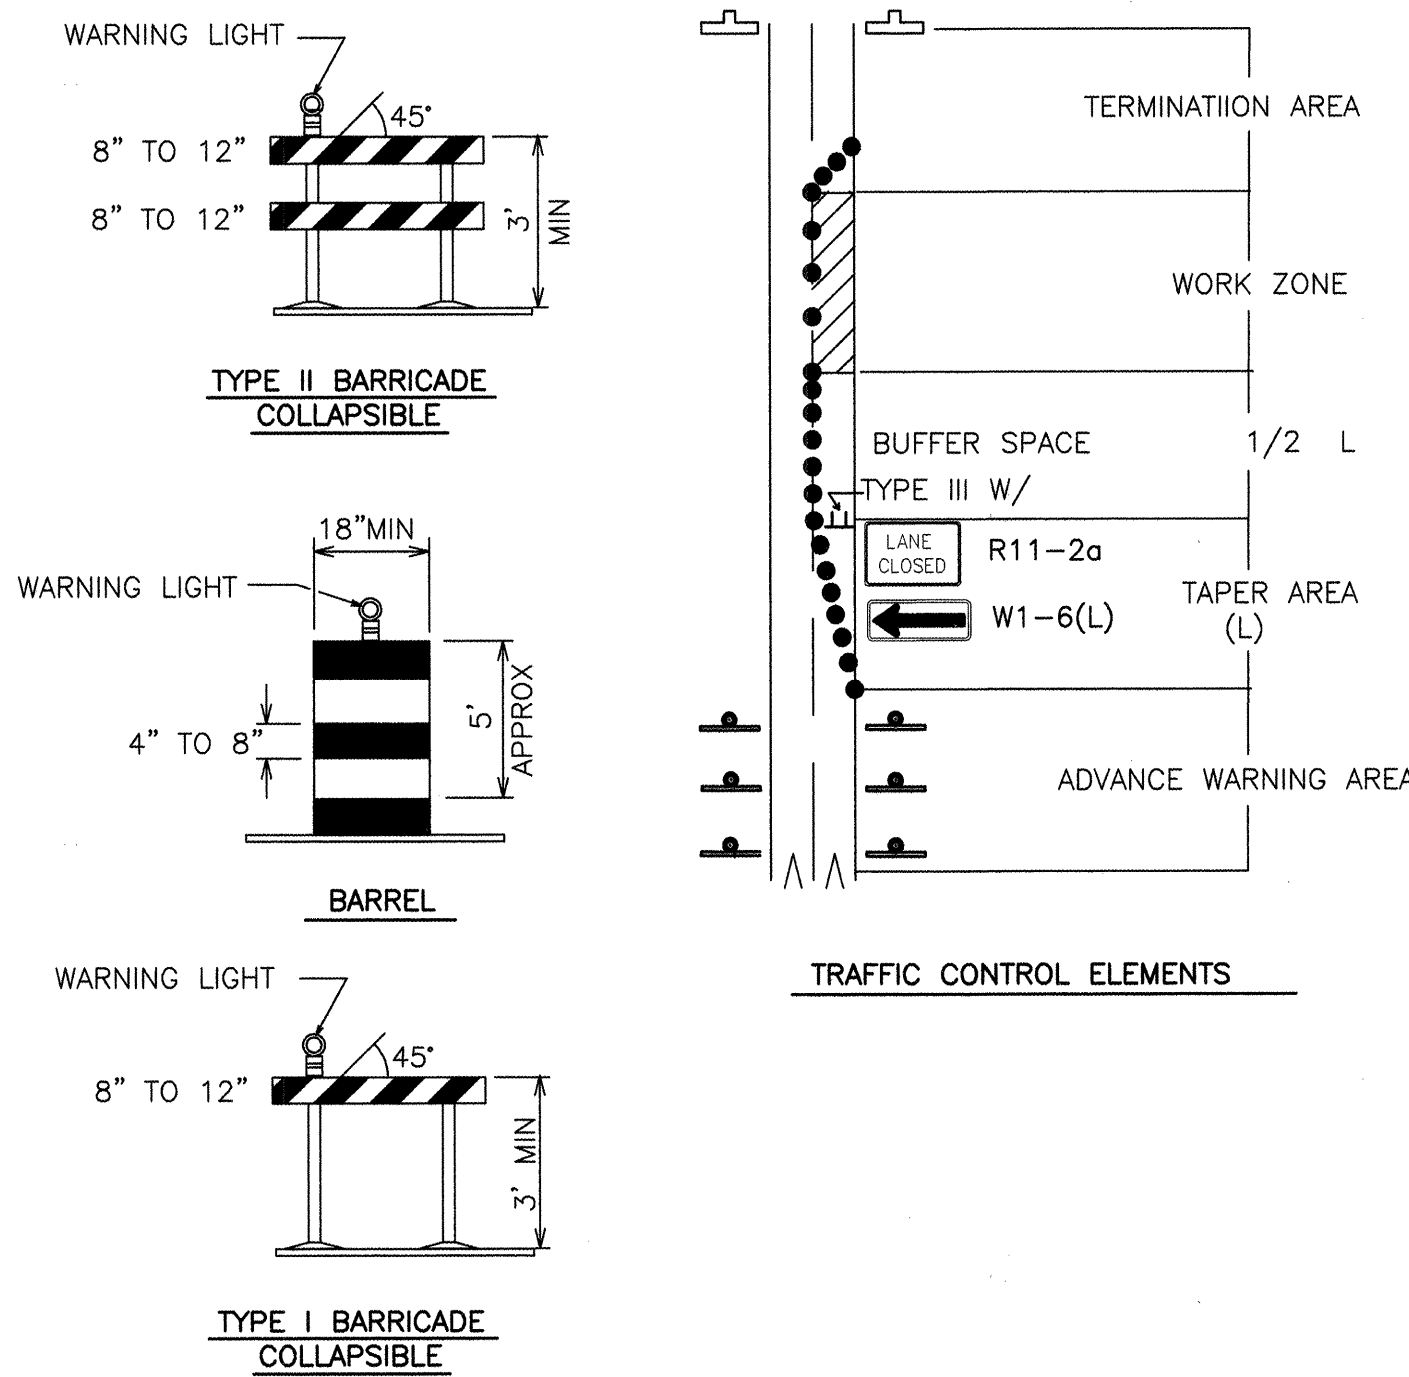 WARNING LIGHT
45°
8” TO 12”
8” TO 12”
3'
MIN
TYPE II BARRICADE
COLLAPSIBLE
18”MIN
WARNING LIGHT
4” TO 8”
5'
APPROX
BARREL
WARNING LIGHT
45°
8” TO 12”
3' MIN
TYPE I BARRICADE
COLLAPSIBLE
TERMINATIION AREA
WORK ZONE
BUFFER SPACE 1/2 L
TYPE III W/
LANE
CLOSED
R11-2a
W1-6(L)
TAPER AREA
(L)
ADVANCE WARNING AREA
TRAFFIC CONTROL ELEMENTS